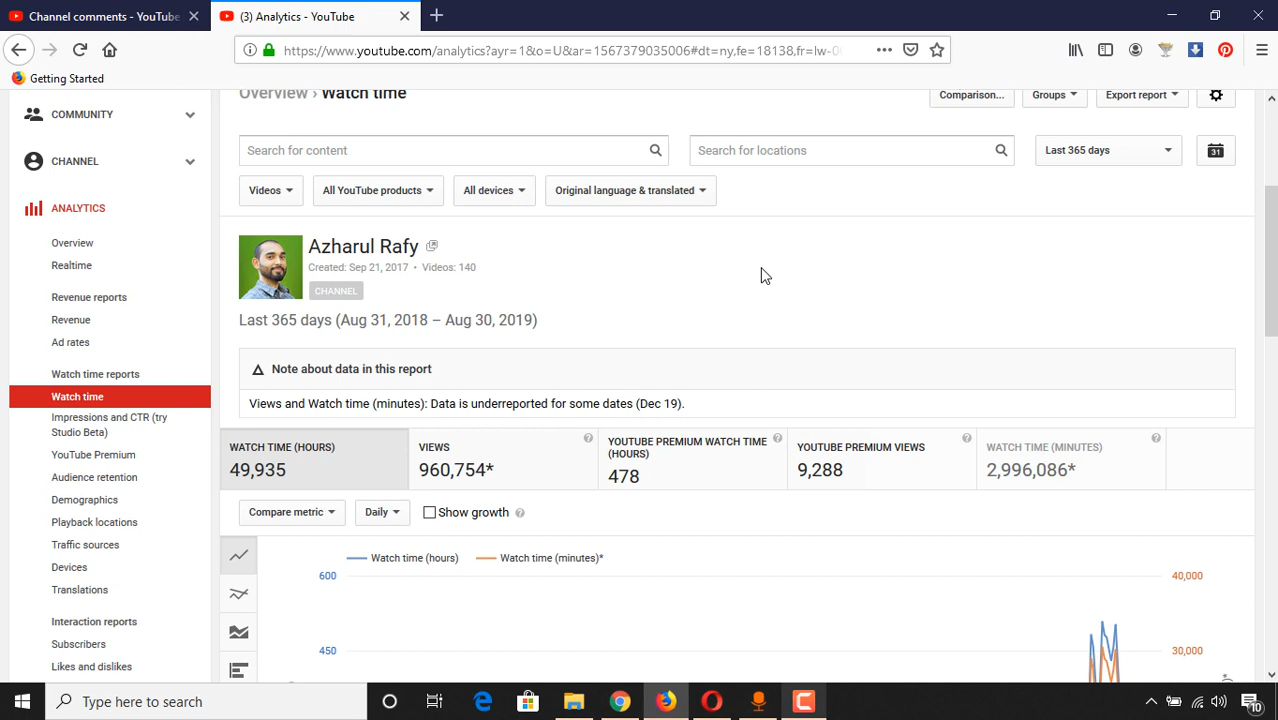 Channel comments - YouTube
(3) Analytics - YouTube
https://www.youtube.com/analytics?ayr=1&o=U&ar=1567379035006#dt=ny,fe=18138,fr=lw-0
Getting Started
COMMUNITY
CHANNEL
ANALYTICS
Overview
Realtime
Revenue reports
Revenue
Ad rates
Watch time reports
Watch time
Impressions and CTR (try
Studio Beta)
YouTube Premium
Audience retention
Demographics
Playback locations
Traffic sources
Devices
Translations
Interaction reports
Subscribers
Likes and dislikes
Overview › Watch time
Comparison... Groups Export report
Search for content
Search for locations
Last 365 days
31
Videos All YouTube products All devices Original language & translated
Azharul Rafy
Created: Sep 21, 2017 • Videos: 140
CHANNEL
Last 365 days (Aug 31, 2018 – Aug 30, 2019)
Note about data in this report
Views and Watch time (minutes): Data is underreported for some dates (Dec 19).
WATCH TIME (HOURS)
49,935
VIEWS
960,754*
YOUTUBE PREMIUM WATCH TIME
(HOURS)
478
YOUTUBE PREMIUM VIEWS
9,288
WATCH TIME (MINUTES)
2,996,086*
Compare metric Daily Show growth
Watch time (hours) Watch time (minutes)*
600 40,000
450 30,000
Type here to search
10